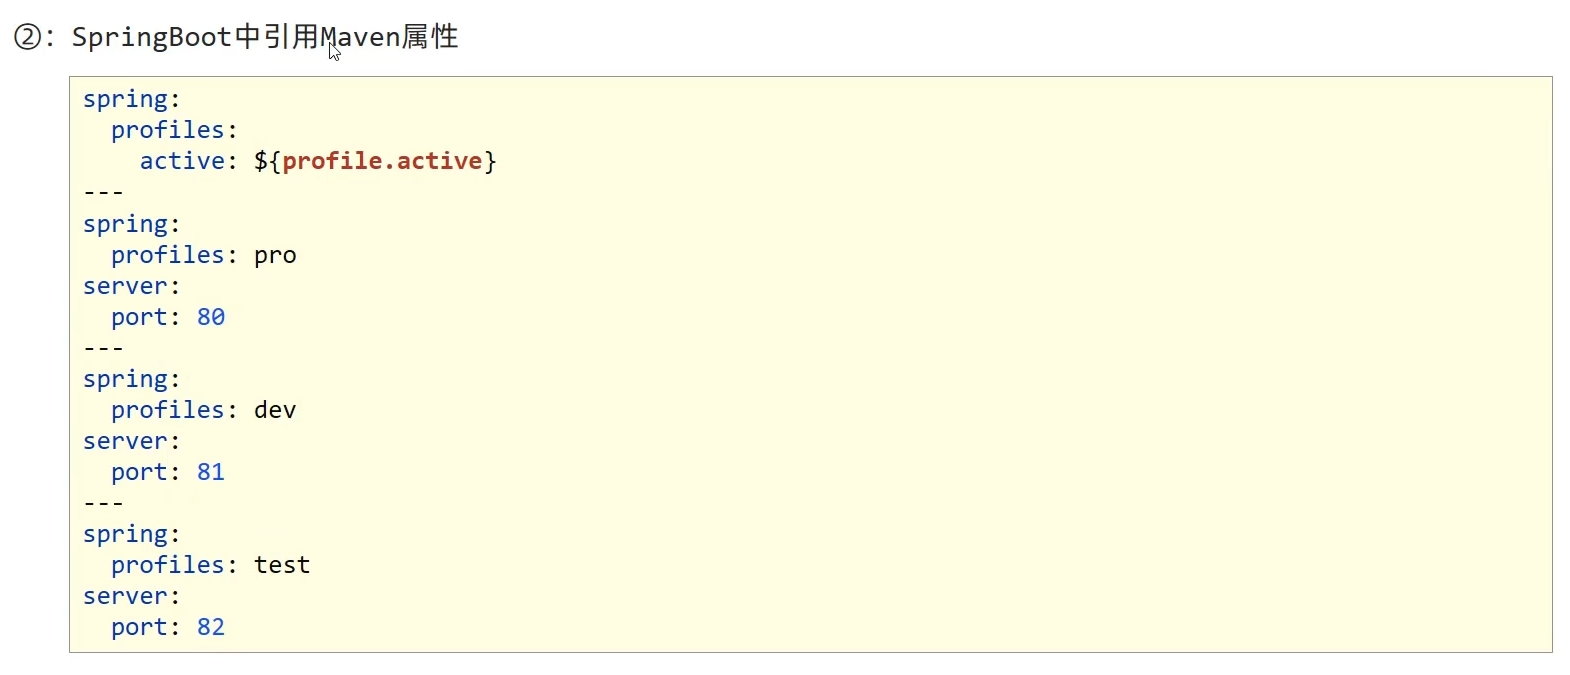 ②：SpringBoot中引用Maven属性
spring:
  profiles:
    active: ${profile.active}
---
spring:
  profiles: pro
server:
  port: 80
---
spring:
  profiles: dev
server:
  port: 81
---
spring:
  profiles: test
server:
  port: 82